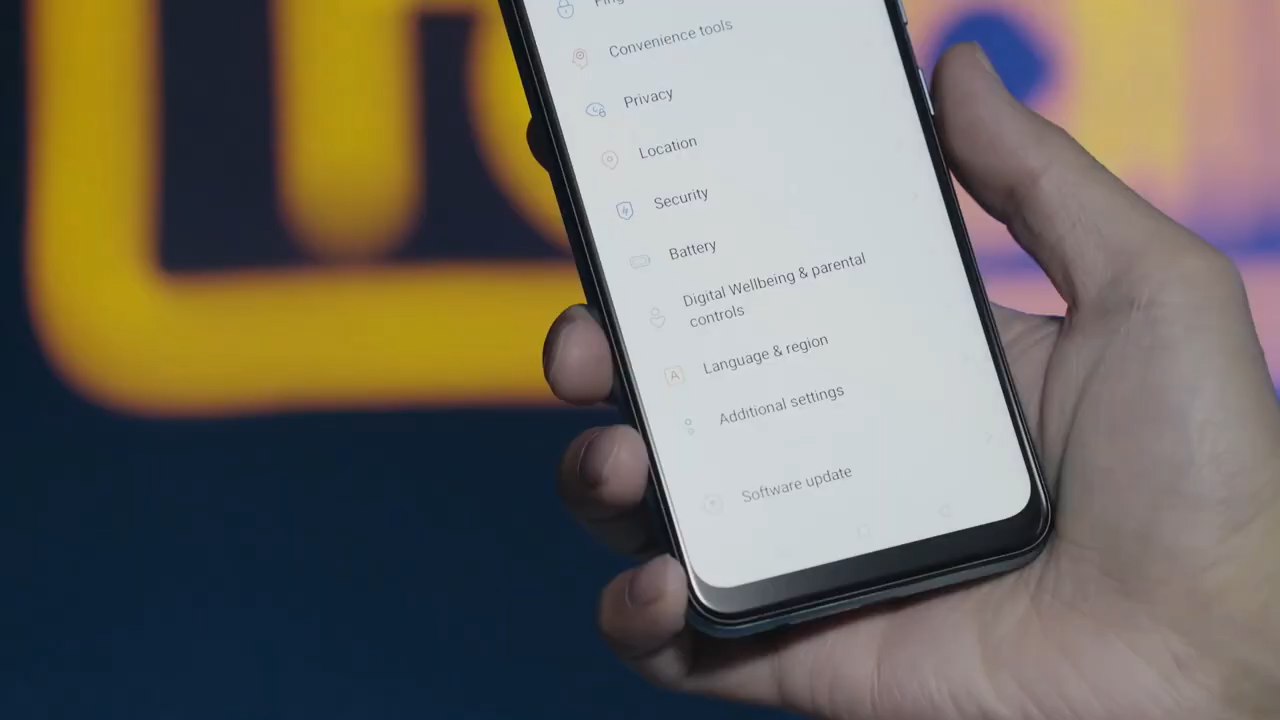 Convenience tools
Privacy
Location
Security
Battery
Digital Wellbeing & parental
controls
Language & region
Additional settings
Software update